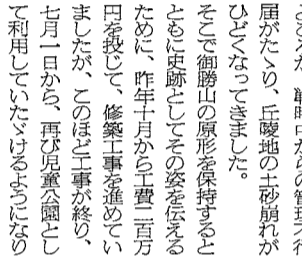 届がたゝり、丘陵地の土砂崩れが
ひどくなってきました。
そこで御勝山の原形を保持すると
ともに史跡としてその姿を伝える
ために、昨年十月から工費二百万
円を投じて、修築工事を進めてい
ましたが、このほど工事が終り、
七月一日から、再び児童公園とし
て利用していたゞけるようになり